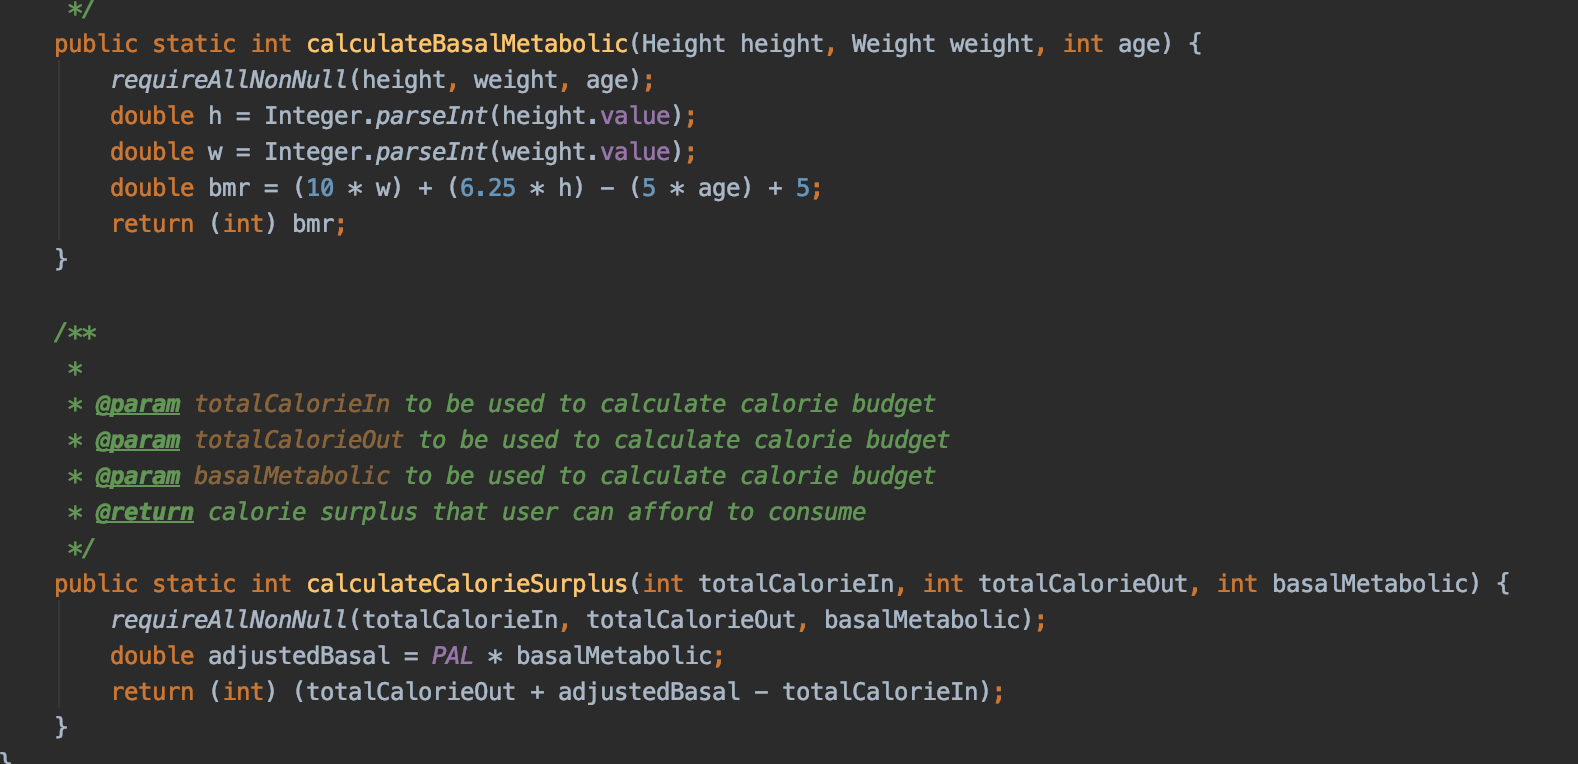 */
public static int calculateBasalMetabolic(Height height, Weight weight, int age) {
requireAllNonNull(height, weight, age);
double h = Integer.parseInt(height.value);
double w = Integer.parseInt(weight.value);
double bmr = (10 * w) + (6.25 * h) - (5 * age) + 5;
return (int) bmr;
}
/**
*
* @param totalCalorieIn to be used to calculate calorie budget
* @param totalCalorieOut to be used to calculate calorie budget
* @param basalMetabolic to be used to calculate calorie budget
* @return calorie surplus that user can afford to consume
*/
public static int calculateCalorieSurplus(int totalCalorieIn, int totalCalorieOut, int basalMetabolic) {
requireAllNonNull(totalCalorieIn, totalCalorieOut, basalMetabolic);
double adjustedBasal = PAL * basalMetabolic;
return (int) (totalCalorieOut + adjustedBasal - totalCalorieIn);
}
}